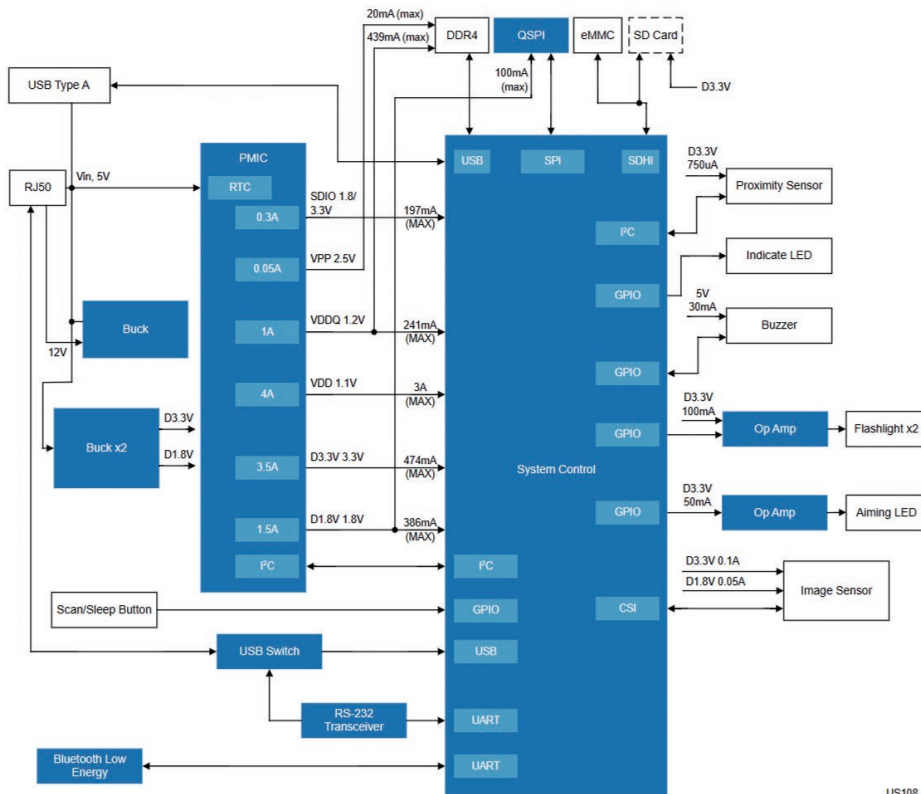 20mA (max)
439mA (max)
DDR4
QSPI
eMMC
SD Card
100mA
(max)
D3.3V
USB Type A
PMIC
USB
SPI
SDHI
D3.3V
750uA
Proximity Sensor
RJ50
Vin, 5V
RTC
SDIO 1.8/
3.3V
0.3A
197mA
(MAX)
I²C
Indicate LED
VPP 2.5V
0.05A
GPIO
5V
30mA
Buzzer
Buck
12V
VDDQ 1.2V
1A
241mA
(MAX)
GPIO
VDD 1.1V
4A
3A
(MAX)
D3.3V
100mA
GPIO
Op Amp
Flashlight x2
Buck x2
D3.3V
D1.8V
D3.3V 3.3V
3.5A
474mA
(MAX)
System Control
D3.3V
50mA
GPIO
Op Amp
Aiming LED
D1.8V 1.8V
1.5A
386mA
(MAX)
I²C
I²C
D3.3V 0.1A
D1.8V 0.05A
Image Sensor
CSI
Scan/Sleep Button
GPIO
USB Switch
USB
RS-232
Transceiver
UART
Bluetooth Low
Energy
UART
US108